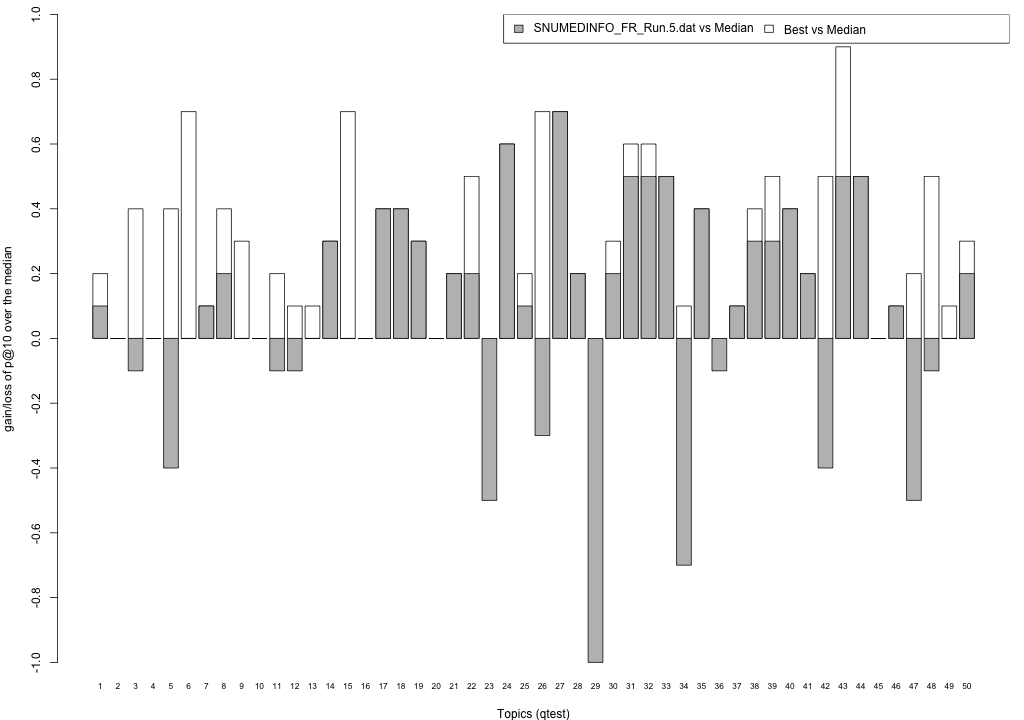 SNUMEDINFO_FR_Run.5.dat vs Median Best vs Median
gain/loss of p@10 over the median
1.0
0.8
0.6
0.4
0.2
0.0
-0.2
-0.4
-0.6
-0.8
-1.0
1 2 3 4 5 6 7 8 9 10 11 12 13 14 15 16 17 18 19 20 21 22 23 24 25 26 27 28 29 30 31 32 33 34 35 36 37 38 39 40 41 42 43 44 45 46 47 48 49 50
Topics (qtest)